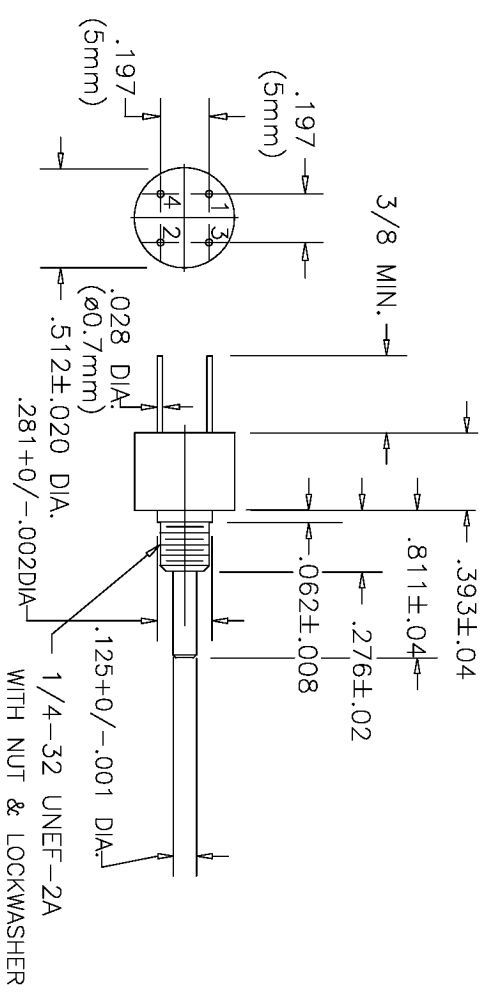 .393±.04
.811±.04
.276±.02
.062±.008
3/8 MIN.
.197
(5mm)
1
3
4
2
.197
(5mm)
.028 DIA.
(ø0.7mm)
.512±.020 DIA.
.281+0/-.002DIA
.125+0/-.001 DIA.
1/4-32 UNEF-2A
WITH NUT & LOCKWASHER